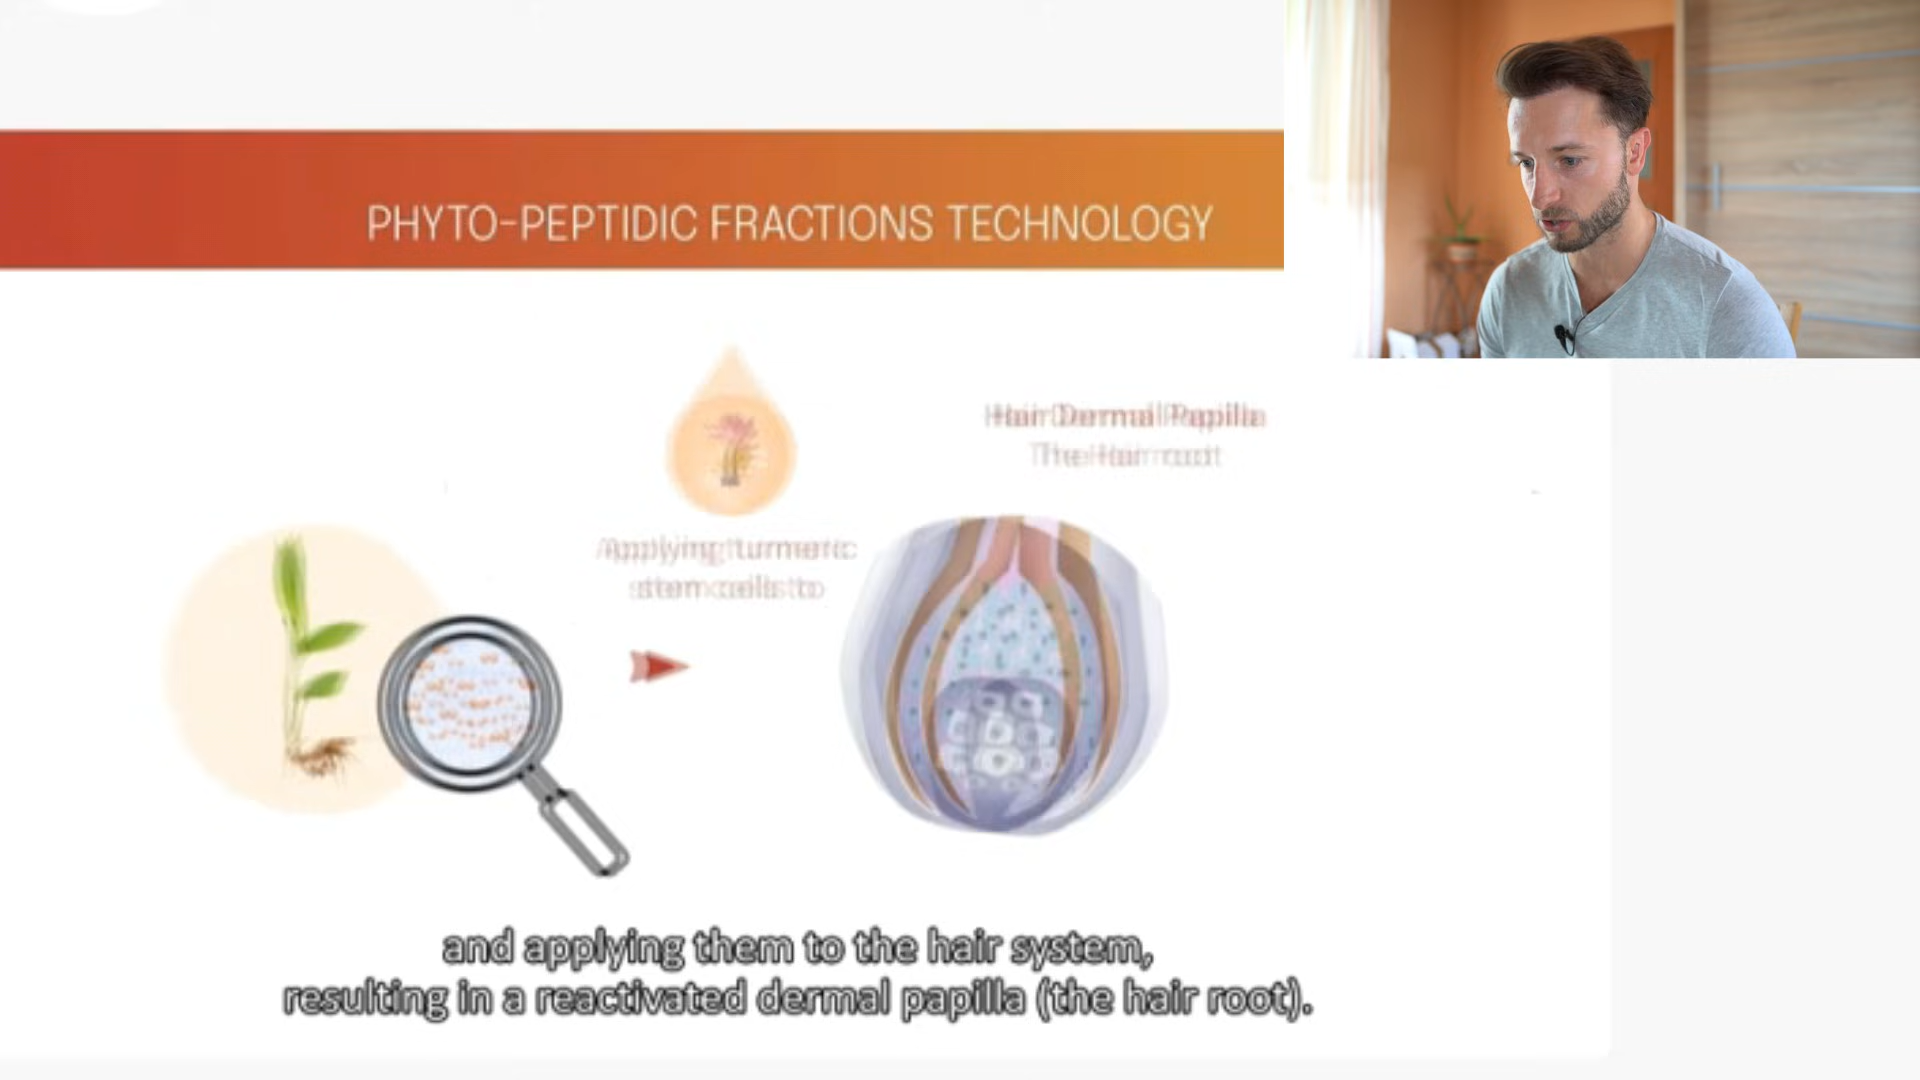 PHYTO-PEPTIDIC FRACTIONS TECHNOLOGY
Hair Dermal Papilla
The Hair root
Applying turmeric
stem cells to
and applying them to the hair system,
resulting in a reactivated dermal papilla (the hair root).